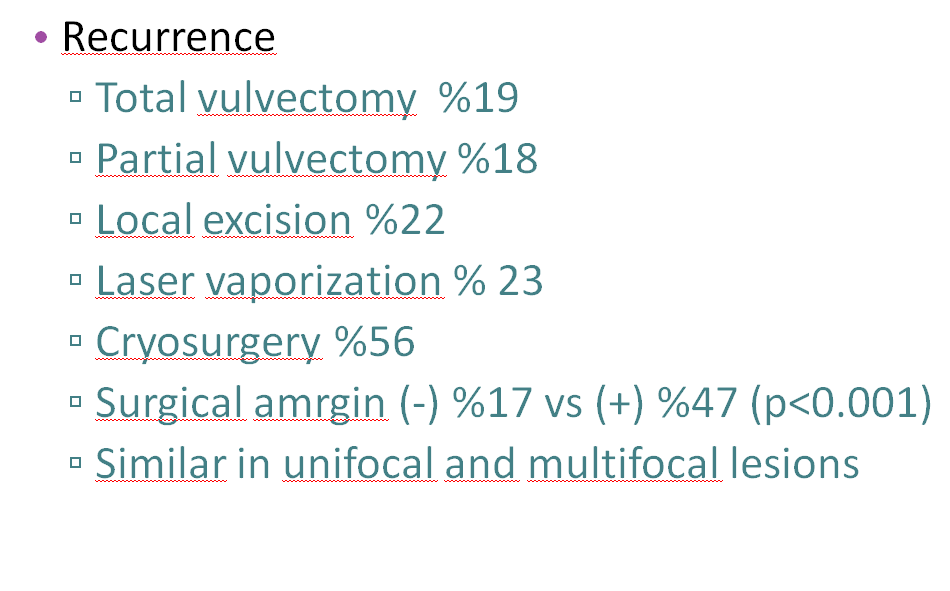 Recurrence
Total vulvectomy %19
Partial vulvectomy %18
Local excision %22
Laser vaporization % 23
Cryosurgery %56
Surgical amrgin (-) %17 vs (+) %47 (p<0.001)
Similar in unifocal and multifocal lesions